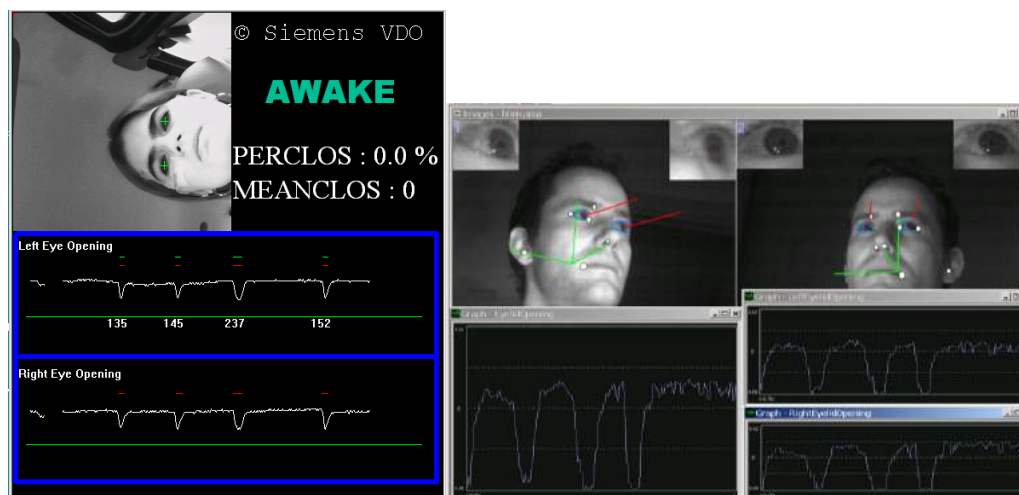 © Siemens VDO
AWAKE
PERCLOS : 0.0 %
MEANCLOS : 0
Left Eye Opening
135 145 237 152
Right Eye Opening
Graph - EyelidOpening
Graph - LeftEyelidOpening
Graph - RightEyelidOpening